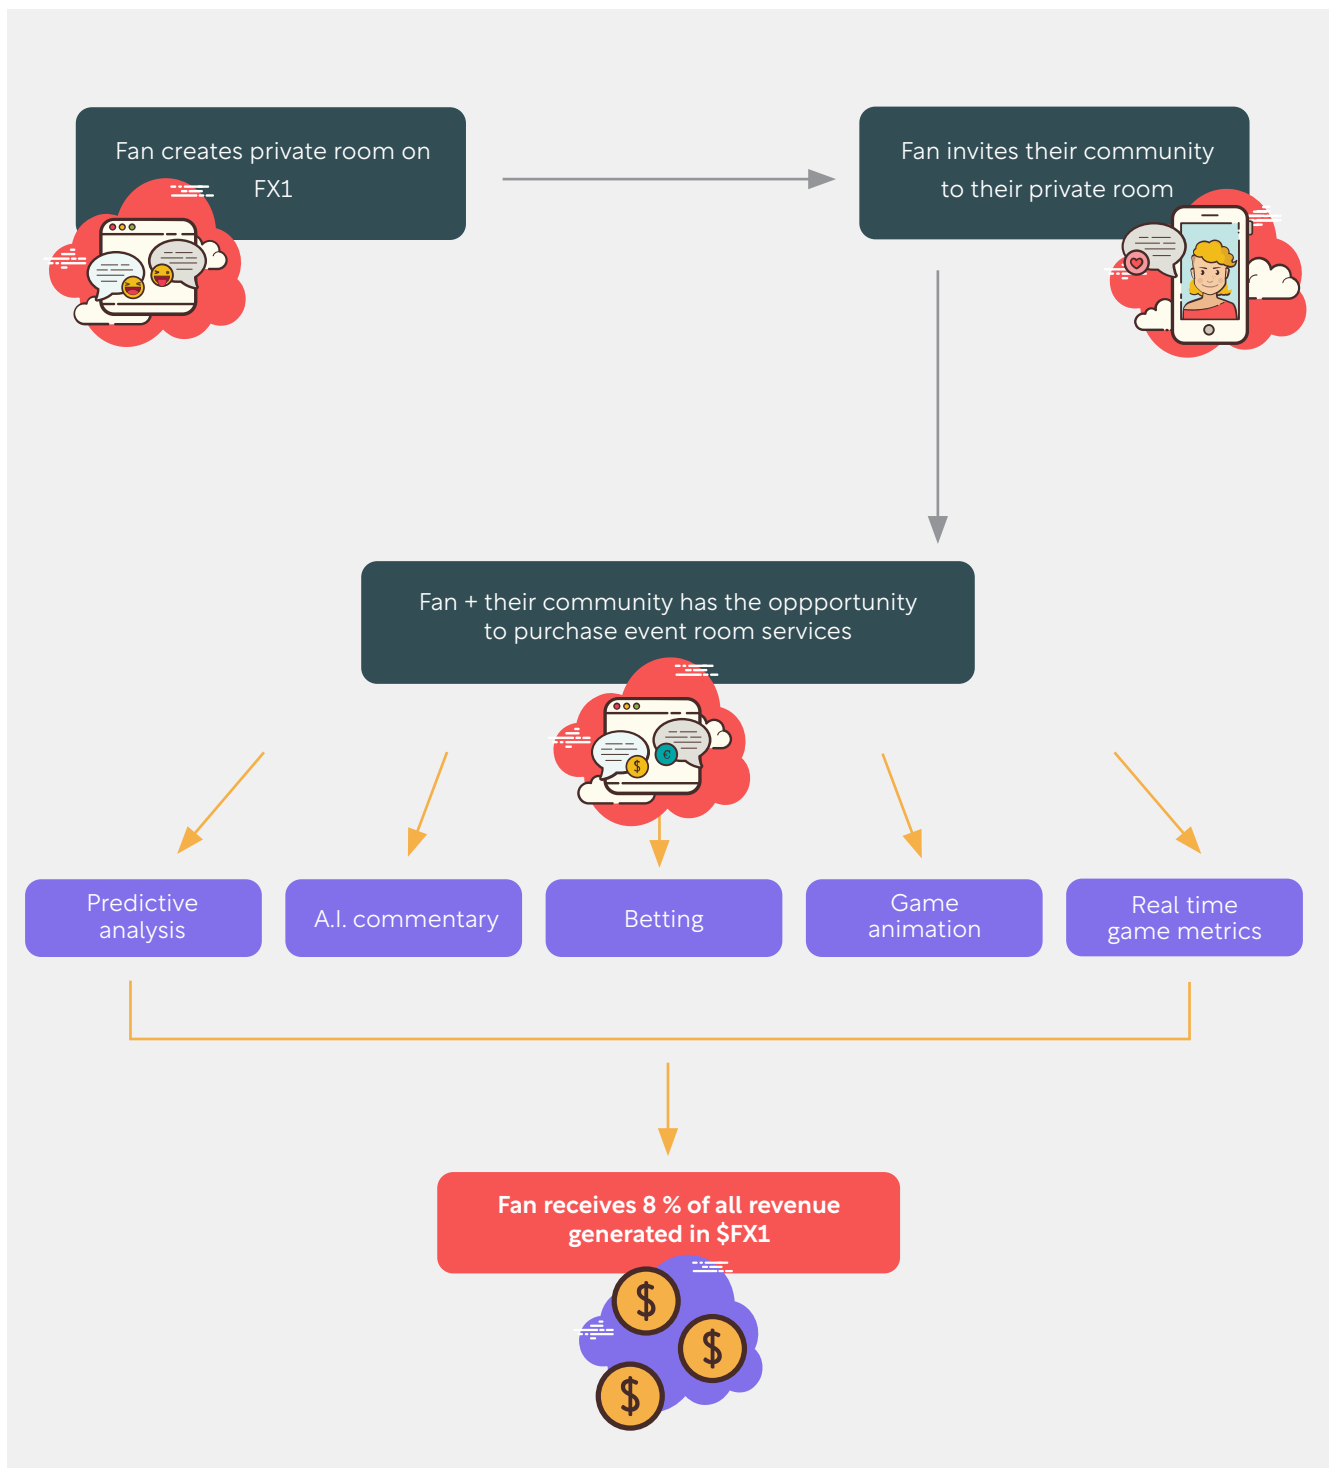 Fan creates private room on
FX1
Fan invites their community
to their private room
Fan + their community has the oppportunity
to purchase event room services
$
€
Predictive
analysis
A.I. commentary
Betting
Game
animation
Real time
game metrics
Fan receives 8 % of all revenue
generated in $FX1
$
$
$